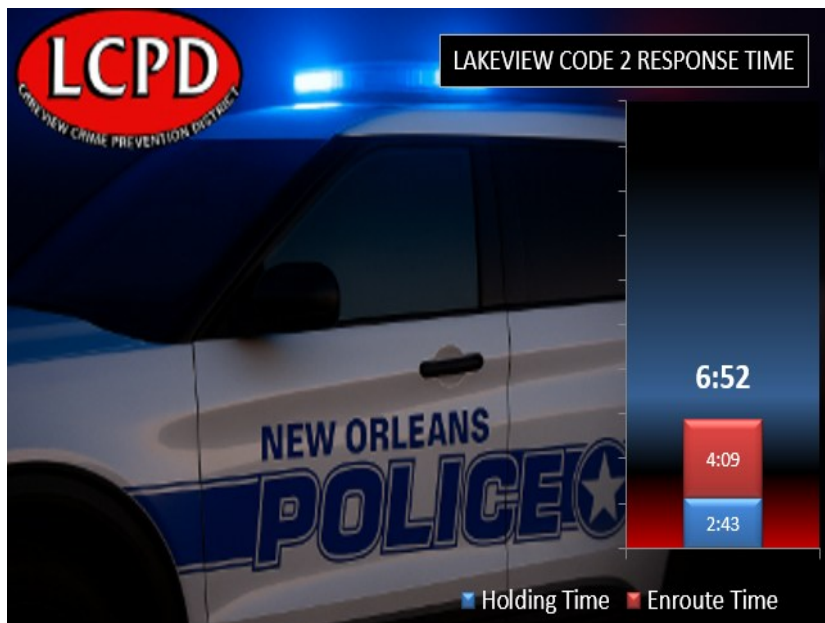 LCPD
LAKEVIEW CRIME PREVENTION DISTRICT
LAKEVIEW CODE 2 RESPONSE TIME
6:52
4:09
2:43
NEW ORLEANS
POLICE
Holding Time
Enroute Time